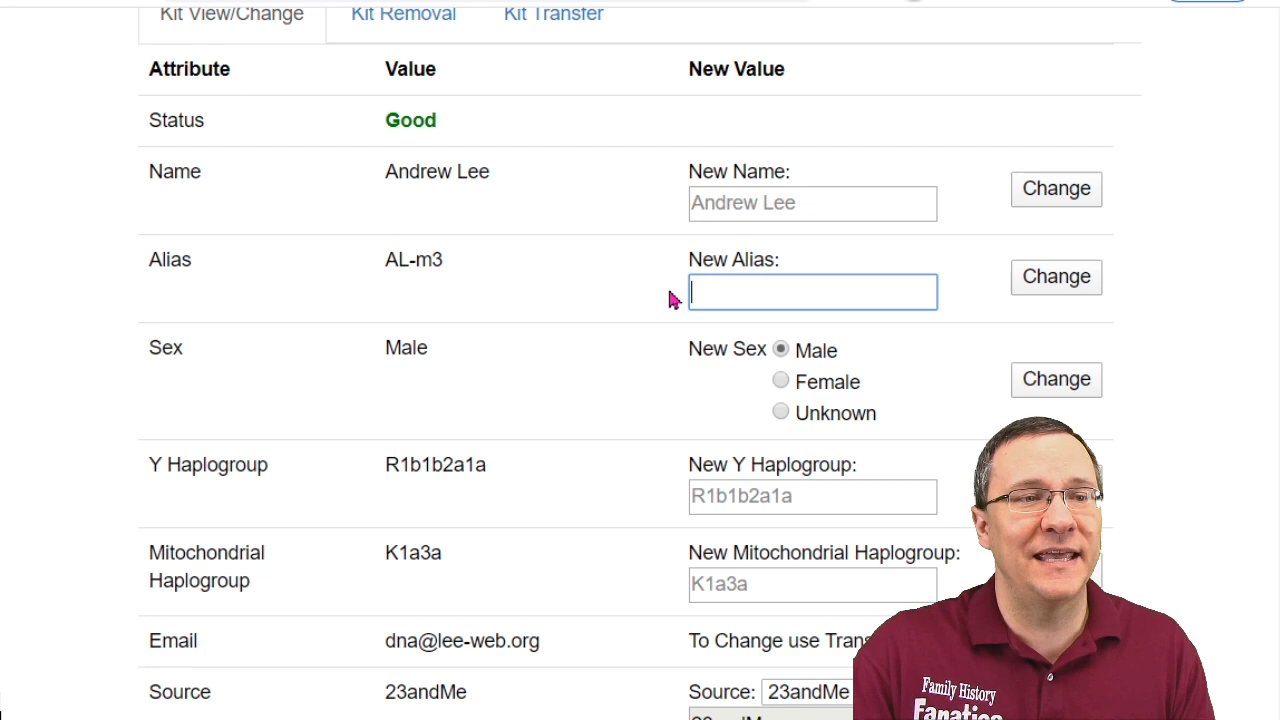 Kit View/Change Kit Removal Kit Transfer
Attribute Value New Value
Status Good
Name Andrew Lee New Name:
Andrew Lee Change
Alias AL-m3 New Alias:
Change
Sex Male New Sex Male
Female Change
Unknown
Y Haplogroup R1b1b2a1a New Y Haplogroup:
R1b1b2a1a
Mitochondrial K1a3a New Mitochondrial Haplogroup:
Haplogroup K1a3a
Email dna@lee-web.org To Change use Tran
Source 23andMe Source: 23andMe
Family History
Fanatics